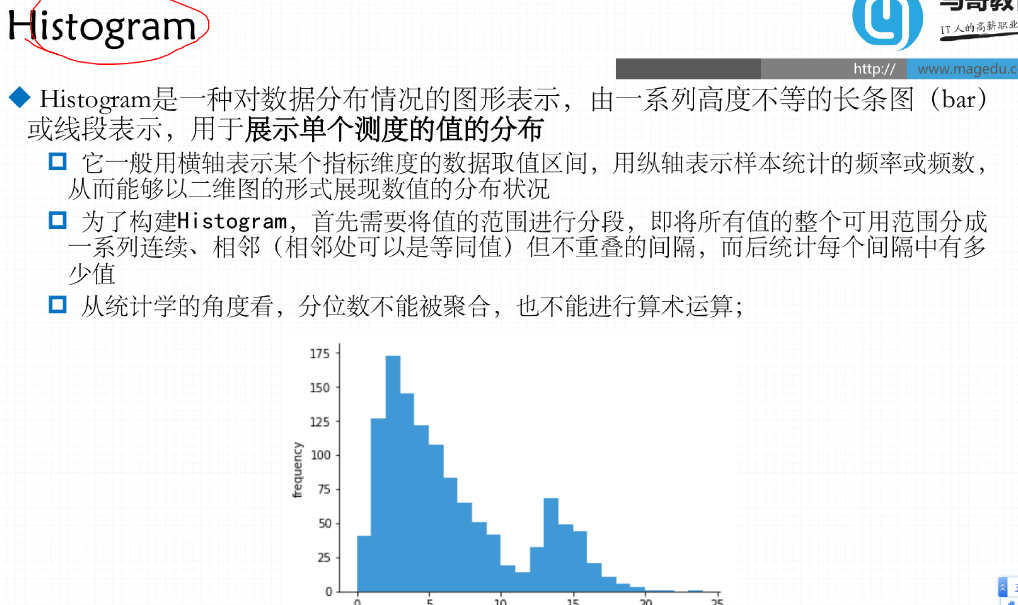 Histogram
马哥教育
IT人的高薪职业
http:// www.magedu.c
Histogram是一种对数据分布情况的图形表示，由一系列高度不等的长条图（bar）
或线段表示，用于展示单个测度的值的分布
它一般用横轴表示某个指标维度的数据取值区间，用纵轴表示样本统计的频率或频数，
从而能够以二维图的形式展现数值的分布状况
为了构建Histogram，首先需要将值的范围进行分段，即将所有值的整个可用范围分成
一系列连续、相邻（相邻处可以是等同值）但不重叠的间隔，而后统计每个间隔中有多
少值
从统计学的角度看，分位数不能被聚合，也不能进行算术运算；
175
150
125
100
75
50
25
0
frequency
0 5 10 15 20 25